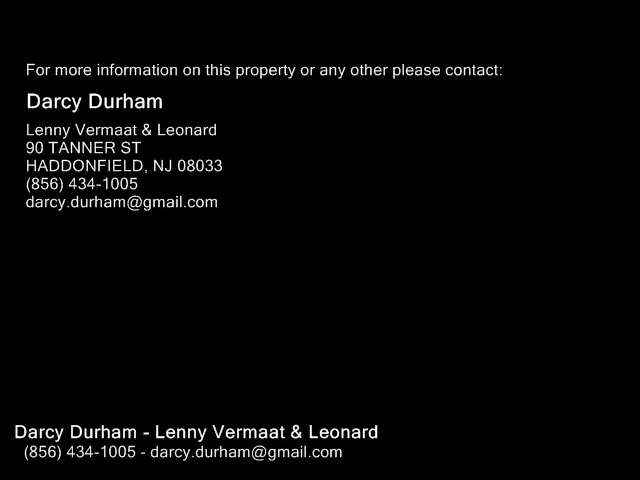 For more information on this property or any other please contact:
Darcy Durham
Lenny Vermaat & Leonard
90 TANNER ST
HADDONFIELD, NJ 08033
(856) 434-1005
darcy.durham@gmail.com
Darcy Durham - Lenny Vermaat & Leonard
(856) 434-1005 - darcy.durham@gmail.com